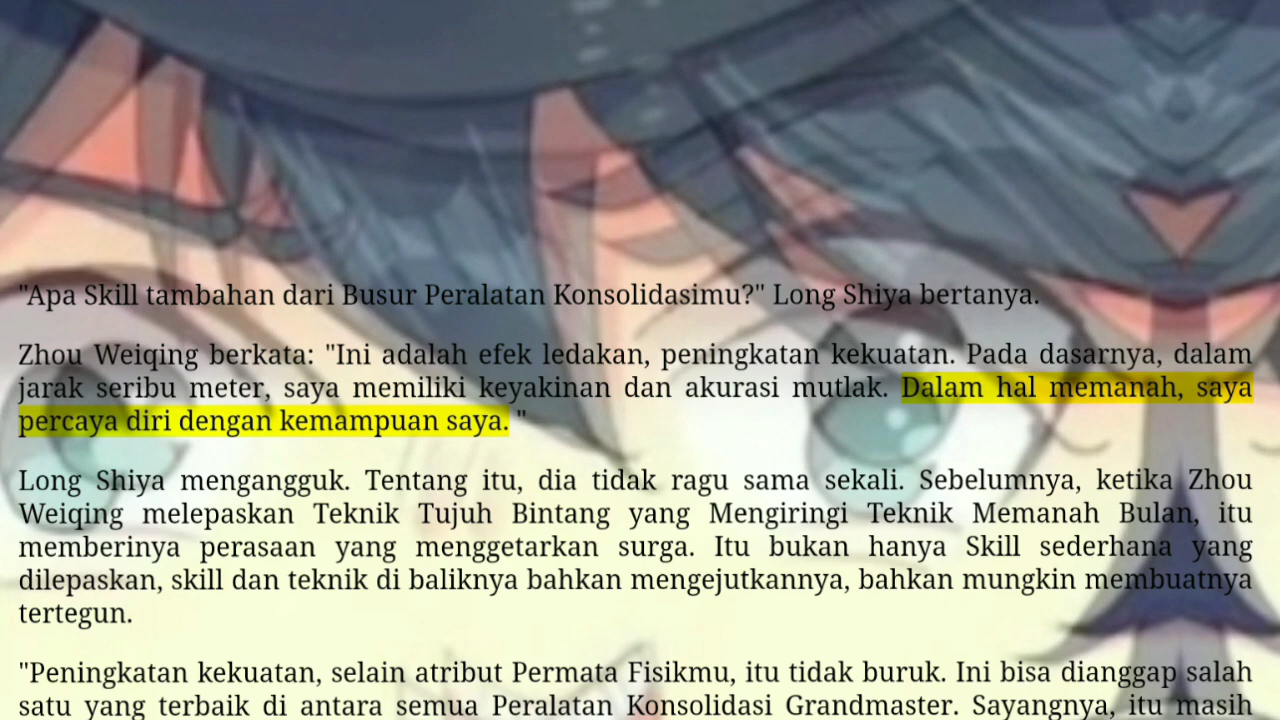 "Apa Skill tambahan dari Busur Peralatan Konsolidasimu?" Long Shiya bertanya.
Zhou Weiqing berkata: "Ini adalah efek ledakan, peningkatan kekuatan. Pada dasarnya, dalam
jarak seribu meter, saya memiliki keyakinan dan akurasi mutlak. Dalam hal memanah, saya
percaya diri dengan kemampuan saya. "
Long Shiya mengangguk. Tentang itu, dia tidak ragu sama sekali. Sebelumnya, ketika Zhou
Weiqing melepaskan Teknik Tujuh Bintang yang Mengiringi Teknik Memanah Bulan, itu
memberinya perasaan yang menggetarkan surga. Itu bukan hanya Skill sederhana yang
dilepaskan, skill dan teknik di baliknya bahkan mengejutkannya, bahkan mungkin membuatnya
tertegun.
"Peningkatan kekuatan, selain atribut Permata Fisikmu, itu tidak buruk. Ini bisa dianggap salah
satu yang terbaik di antara semua Peralatan Konsolidasi Grandmaster. Sayangnya, itu masih